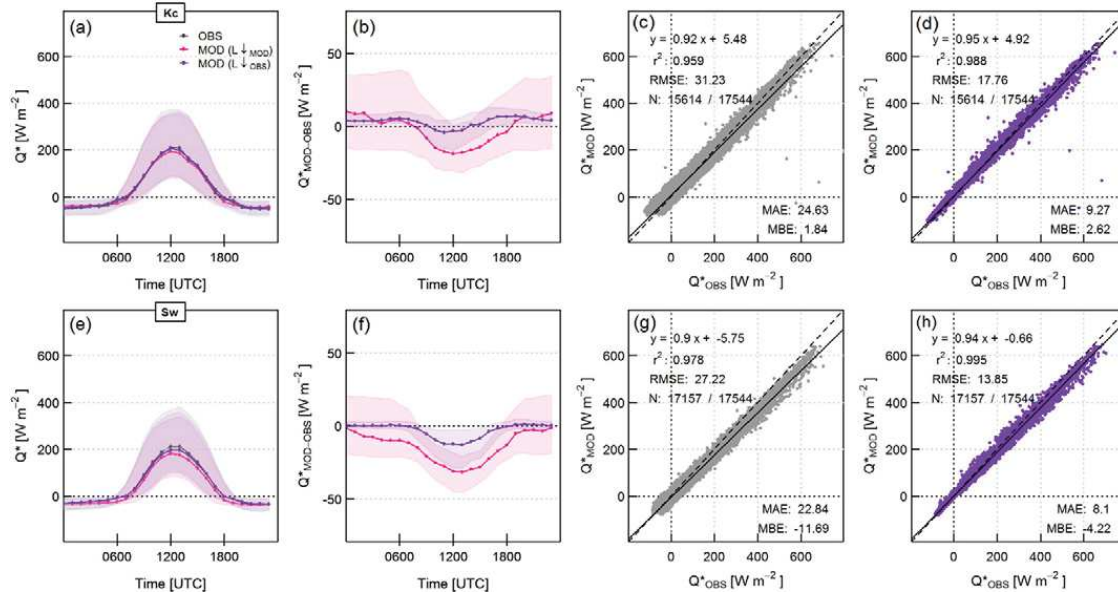 (a)
Kc
OBS
MOD (L↓MOD)
MOD (L↓OBS)
600
400
200
0
Q* [W m−2]
0600 1200 1800
Time [UTC]
(b)
50
0
-50
Q*MOD-OBS [W m−2]
0600 1200 1800
Time [UTC]
(c)
y = 0.92 x + 5.48
r2: 0.959
RMSE: 31.23
N: 15614 / 17544
MAE: 24.63
MBE: 1.84
600
400
200
0
Q*MOD [W m−2]
0 200 400 600
Q*OBS [W m−2]
(d)
y = 0.95 x + 4.92
r2: 0.988
RMSE: 17.76
N: 15614 / 17544
MAE: 9.27
MBE: 2.62
600
400
200
0
Q*MOD [W m−2]
0 200 400 600
Q*OBS [W m−2]
(e)
Sw
600
400
200
0
Q* [W m−2]
0600 1200 1800
Time [UTC]
(f)
50
0
-50
Q*MOD-OBS [W m−2]
0600 1200 1800
Time [UTC]
(g)
y = 0.9 x + -5.75
r2: 0.978
RMSE: 27.22
N: 17157 / 17544
MAE: 22.84
MBE: -11.69
600
400
200
0
Q*MOD [W m−2]
0 200 400 600
Q*OBS [W m−2]
(h)
y = 0.94 x + -0.66
r2: 0.995
RMSE: 13.85
N: 17157 / 17544
MAE: 8.1
MBE: -4.22
600
400
200
0
Q*MOD [W m−2]
0 200 400 600
Q*OBS [W m−2]